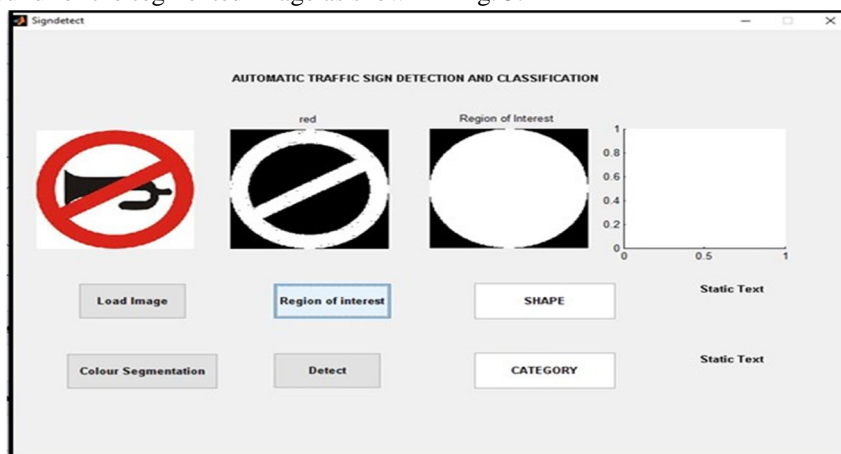 Signdetect
AUTOMATIC TRAFFIC SIGN DETECTION AND CLASSIFICATION
red
Region of Interest
1
0.8
0.6
0.4
0.2
0
0 0.5 1
Load Image
Region of interest
SHAPE
Static Text
Colour Segmentation
Detect
CATEGORY
Static Text